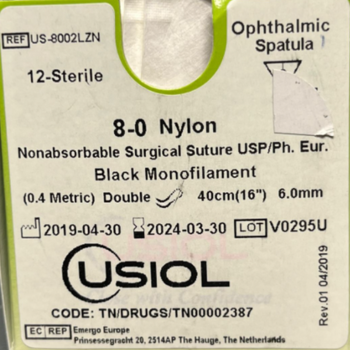 REF US-8002LZN
Ophthalmic
Spatula
12-Sterile
8-0 Nylon
Nonabsorbable Surgical Suture USP/Ph. Eur.
Black Monofilament
(0.4 Metric) Double 40cm(16") 6.0mm
2019-04-30 2024-03-30 LOT V0295U
USIOL
with Confidence
CODE: TN/DRUGS/TN00002387
EC REP Emergo Europe
Prinsessegracht 20, 2514AP The Hauge, The Netherlands
Rev.01 04/2019